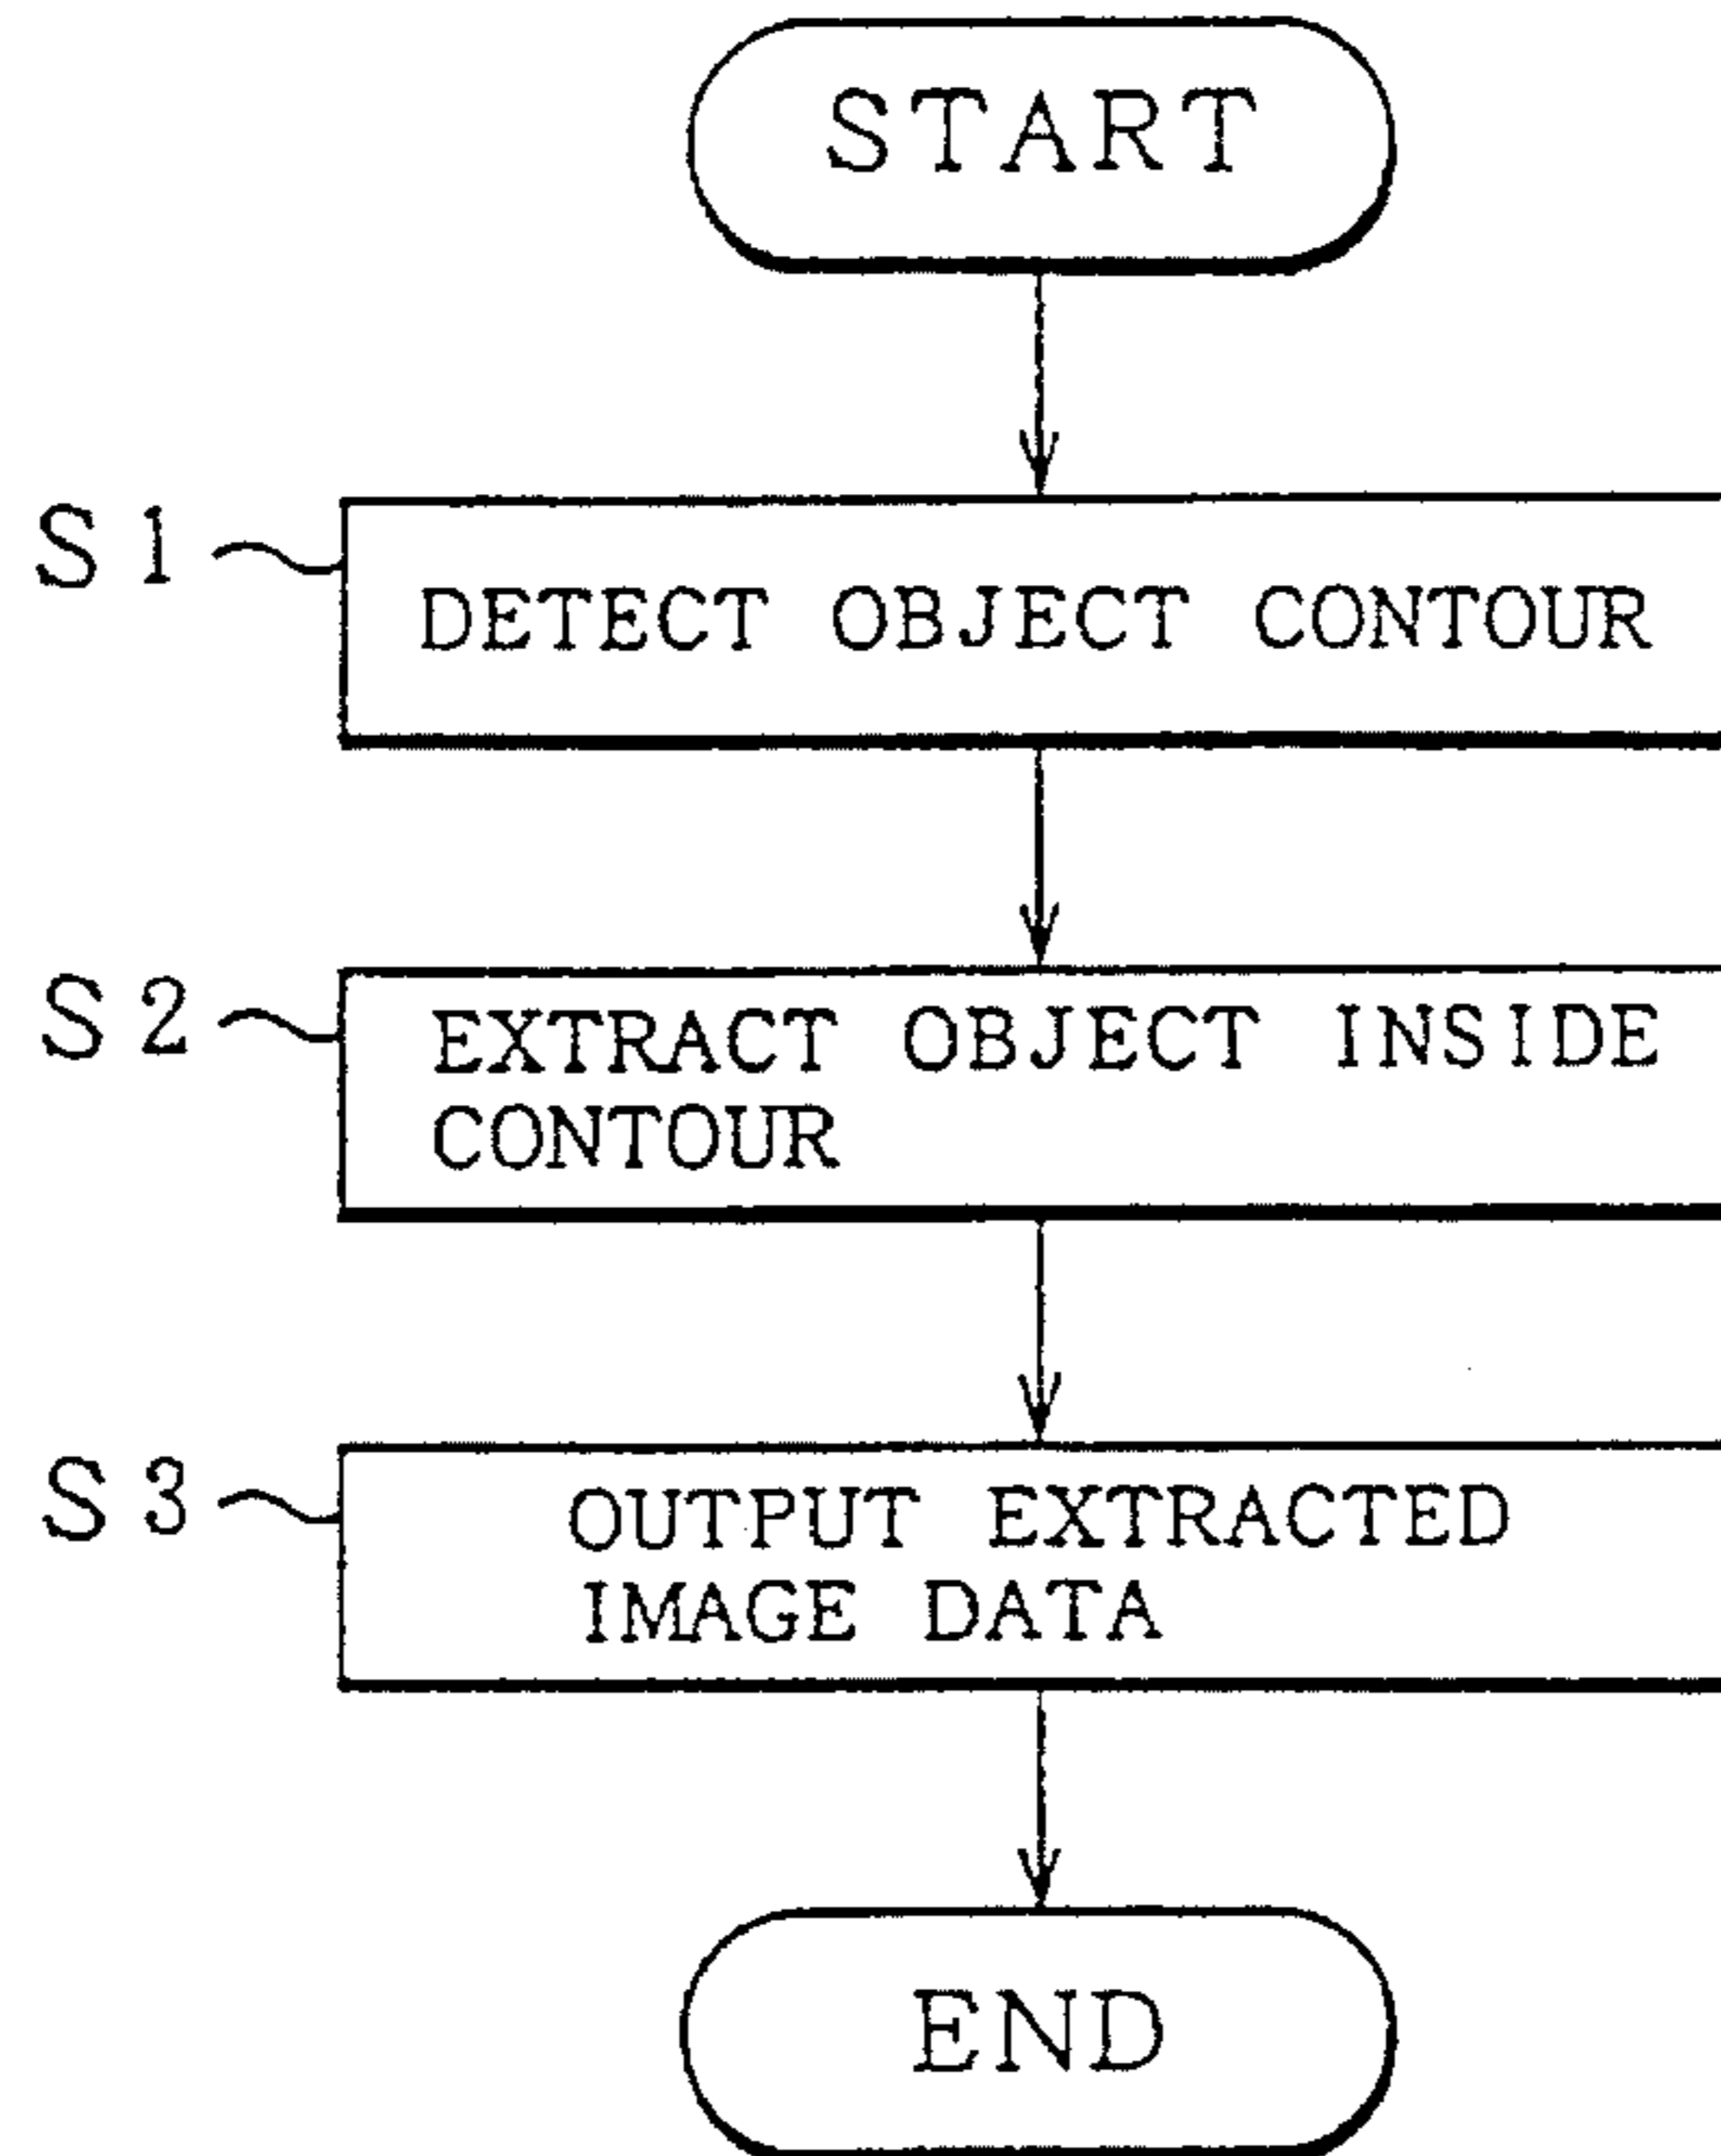 START
S1
DETECT OBJECT CONTOUR
S2
EXTRACT OBJECT INSIDE
CONTOUR
S3
OUTPUT EXTRACTED
IMAGE DATA
END